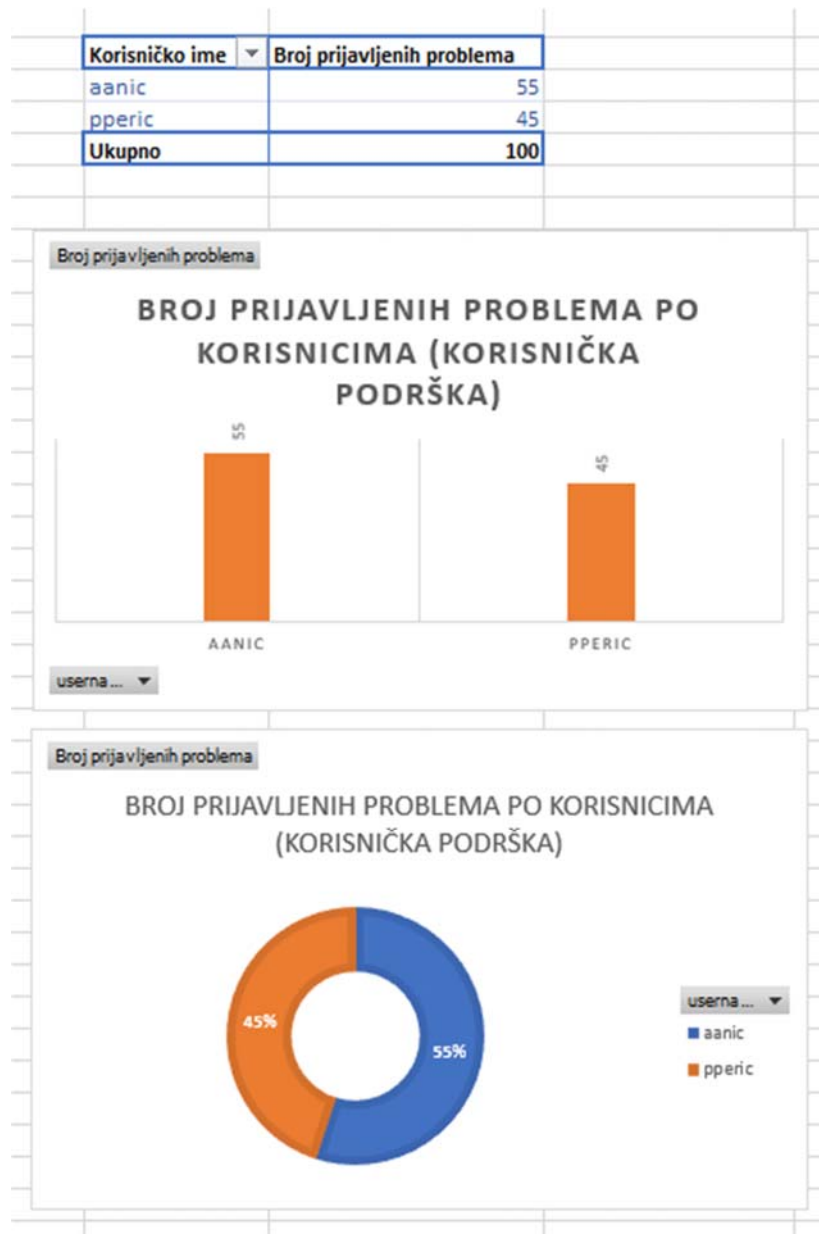 Korisničko ime Broj prijavljenih problema
aanic 55
pperic 45
Ukupno 100
Broj prijavljenih problema
BROJ PRIJAVLJENIH PROBLEMA PO
KORISNICIMA (KORISNIČKA
PODRŠKA)
55
45
AANIC PPERIC
userna...
Broj prijavljenih problema
BROJ PRIJAVLJENIH PROBLEMA PO KORISNICIMA
(KORISNIČKA PODRŠKA)
45%
55%
userna...
aanic
pperic